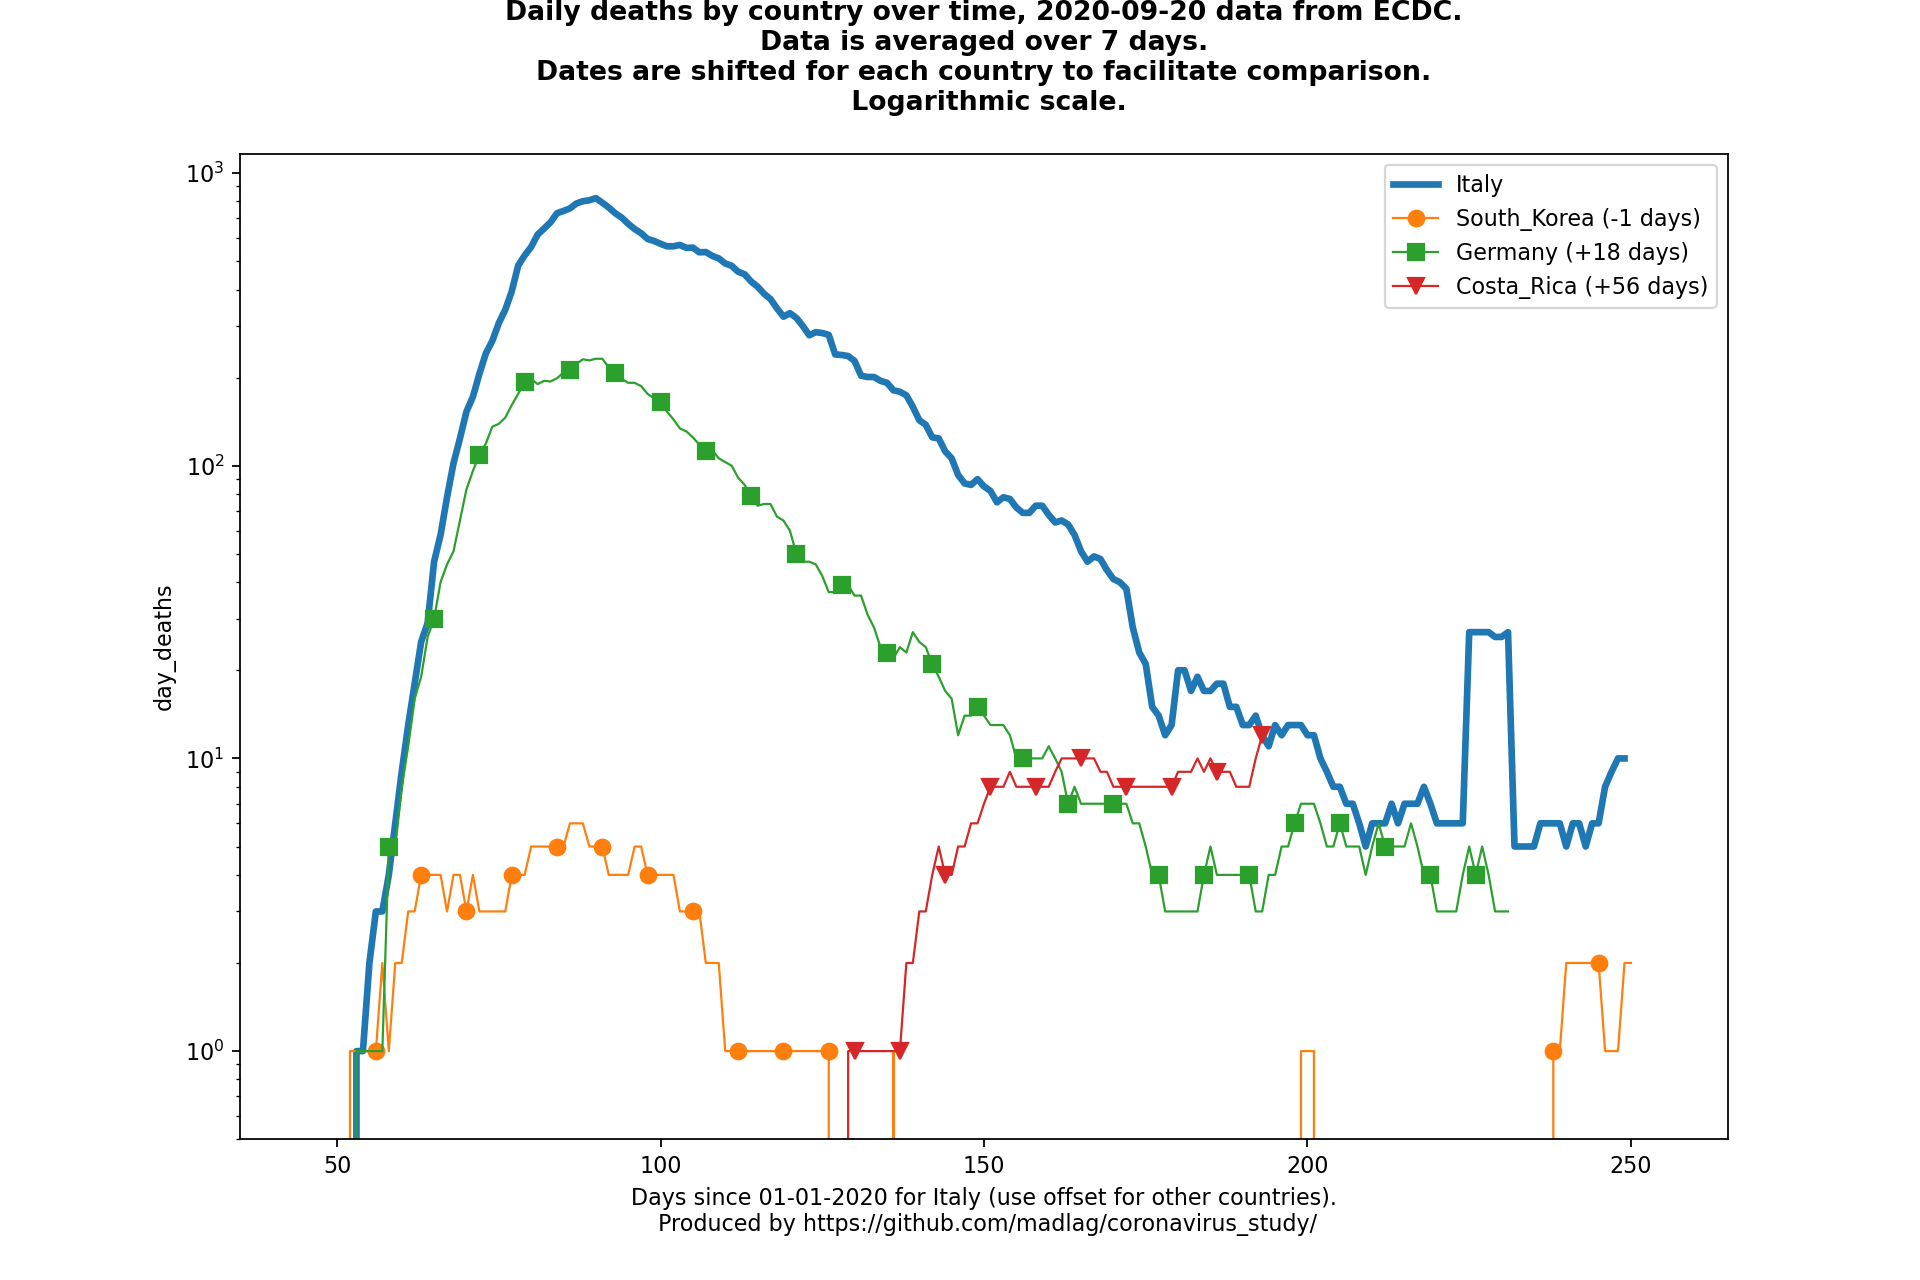 Daily deaths by country over time, 2020-09-20 data from ECDC.
Data is averaged over 7 days.
Dates are shifted for each country to facilitate comparison.
Logarithmic scale.
10³
10²
10¹
10⁰
day_deaths
Italy
South_Korea (-1 days)
Germany (+18 days)
Costa_Rica (+56 days)
50 100 150 200 250
Days since 01-01-2020 for Italy (use offset for other countries).
Produced by https://github.com/madlag/coronavirus_study/